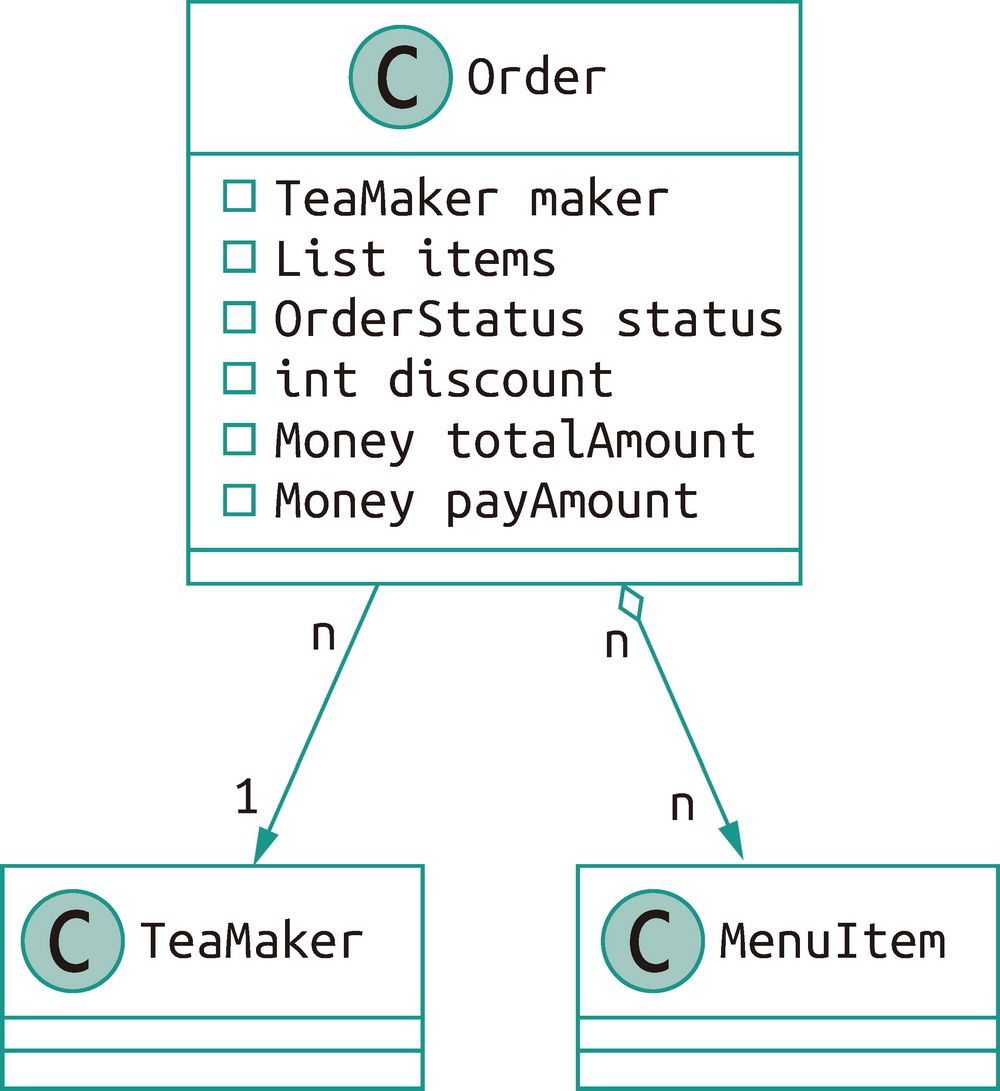 C Order
TeaMaker maker
List items
OrderStatus status
int discount
Money totalAmount
Money payAmount
n
n
1
n
C TeaMaker
C MenuItem